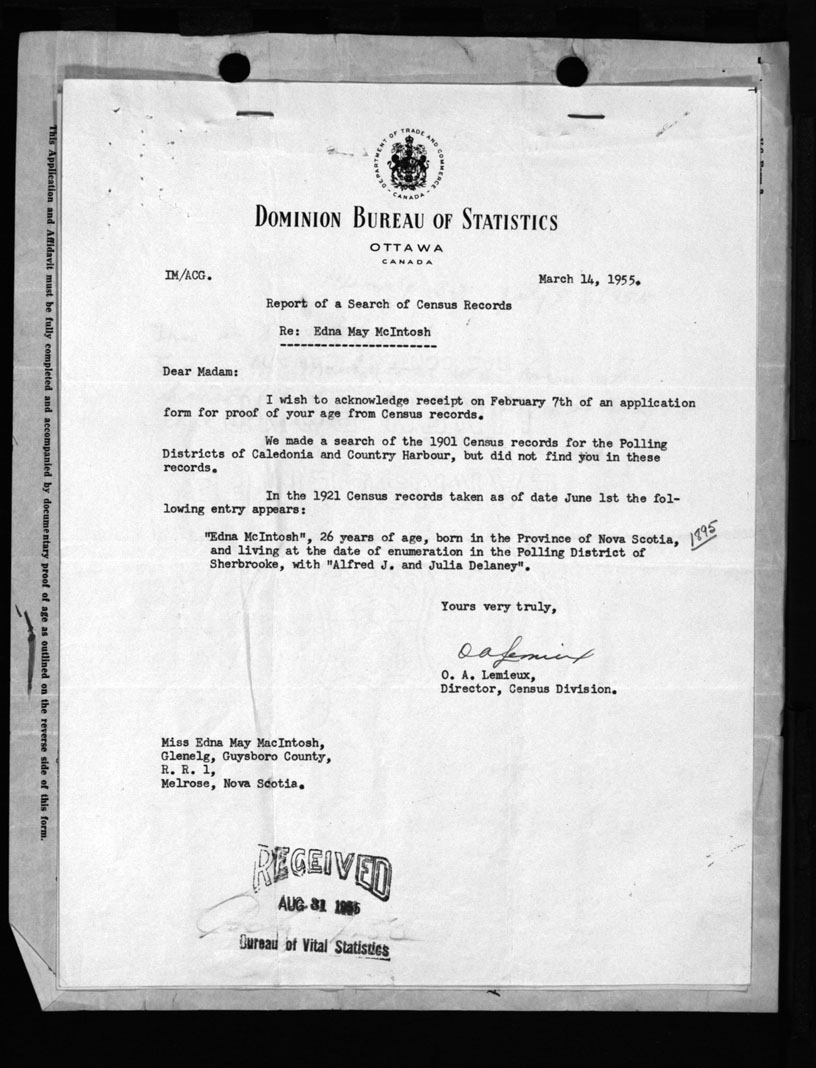 DEPARTMENT OF TRADE AND COMMERCE
CANADA
DOMINION BUREAU OF STATISTICS
OTTAWA
CANADA
IM/ACG.
March 14, 1955.
Report of a Search of Census Records
Re: Edna May McIntosh
-----------------------
Dear Madam:
I wish to acknowledge receipt on February 7th of an application
form for proof of your age from Census records.
We made a search of the 1901 Census records for the Polling
Districts of Caledonia and Country Harbour, but did not find you in these
records.
In the 1921 Census records taken as of date June 1st the fol-
lowing entry appears:
"Edna McIntosh", 26 years of age, born in the Province of Nova Scotia,
and living at the date of enumeration in the Polling District of
Sherbrooke, with "Alfred J. and Julia Delaney".
1895
Yours very truly,
O A Lemieux
O. A. Lemieux,
Director, Census Division.
Miss Edna May MacIntosh,
Glenelg, Guysboro County,
R. R. 1,
Melrose, Nova Scotia.
RECEIVED
AUG 31 1955
Bureau of Vital Statistics
This Application and Affidavit must be fully completed and accompanied by documentary proof of age as outlined on the reverse side of this form.